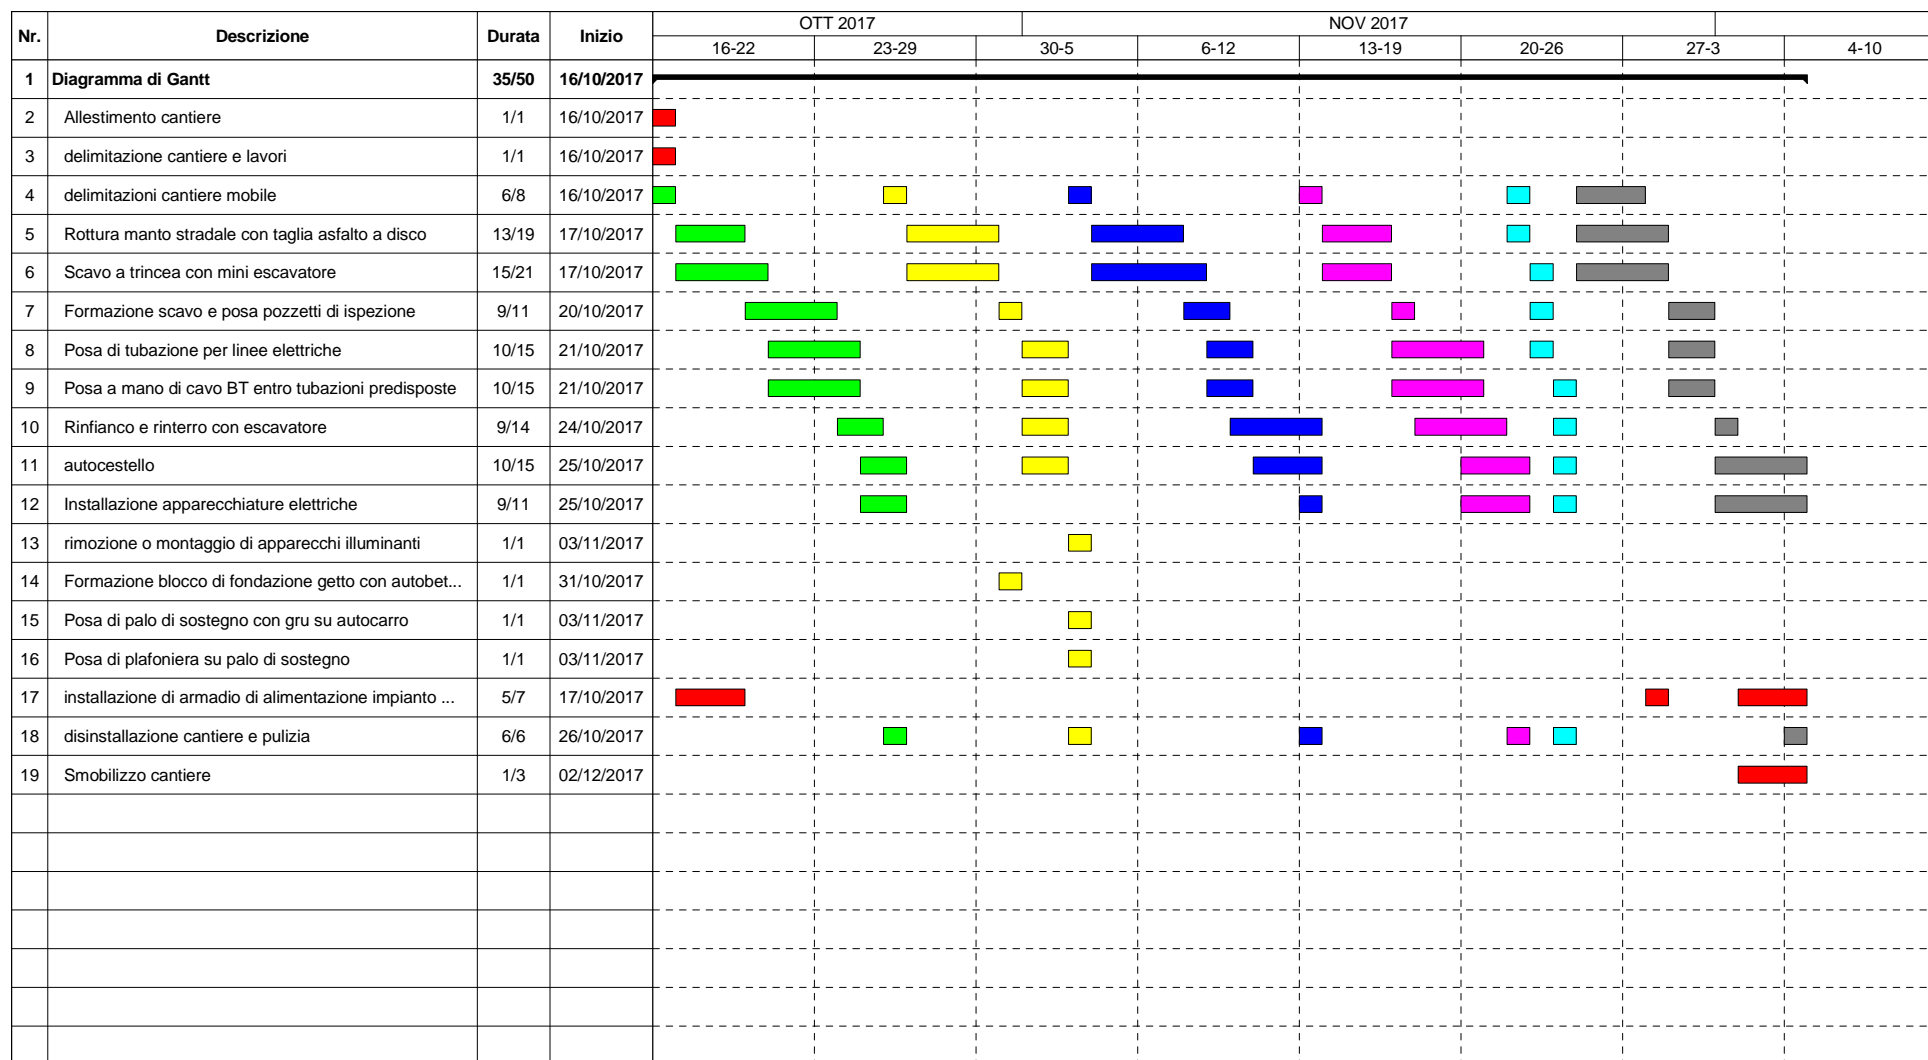 Nr. Descrizione Durata Inizio OTT 2017 NOV 2017
16-22 23-29 30-5 6-12 13-19 20-26 27-3 4-10
1 Diagramma di Gantt 35/50 16/10/2017
2 Allestimento cantiere 1/1 16/10/2017
3 delimitazione cantiere e lavori 1/1 16/10/2017
4 delimitazioni cantiere mobile 6/8 16/10/2017
5 Rottura manto stradale con taglia asfalto a disco 13/19 17/10/2017
6 Scavo a trincea con mini escavatore 15/21 17/10/2017
7 Formazione scavo e posa pozzetti di ispezione 9/11 20/10/2017
8 Posa di tubazione per linee elettriche 10/15 21/10/2017
9 Posa a mano di cavo BT entro tubazioni predisposte 10/15 21/10/2017
10 Rinfianco e rinterro con escavatore 9/14 24/10/2017
11 autocestello 10/15 25/10/2017
12 Installazione apparecchiature elettriche 9/11 25/10/2017
13 rimozione o montaggio di apparecchi illuminanti 1/1 03/11/2017
14 Formazione blocco di fondazione getto con autobet... 1/1 31/10/2017
15 Posa di palo di sostegno con gru su autocarro 1/1 03/11/2017
16 Posa di plafoniera su palo di sostegno 1/1 03/11/2017
17 installazione di armadio di alimentazione impianto ... 5/7 17/10/2017
18 disinstallazione cantiere e pulizia 6/6 26/10/2017
19 Smobilizzo cantiere 1/3 02/12/2017